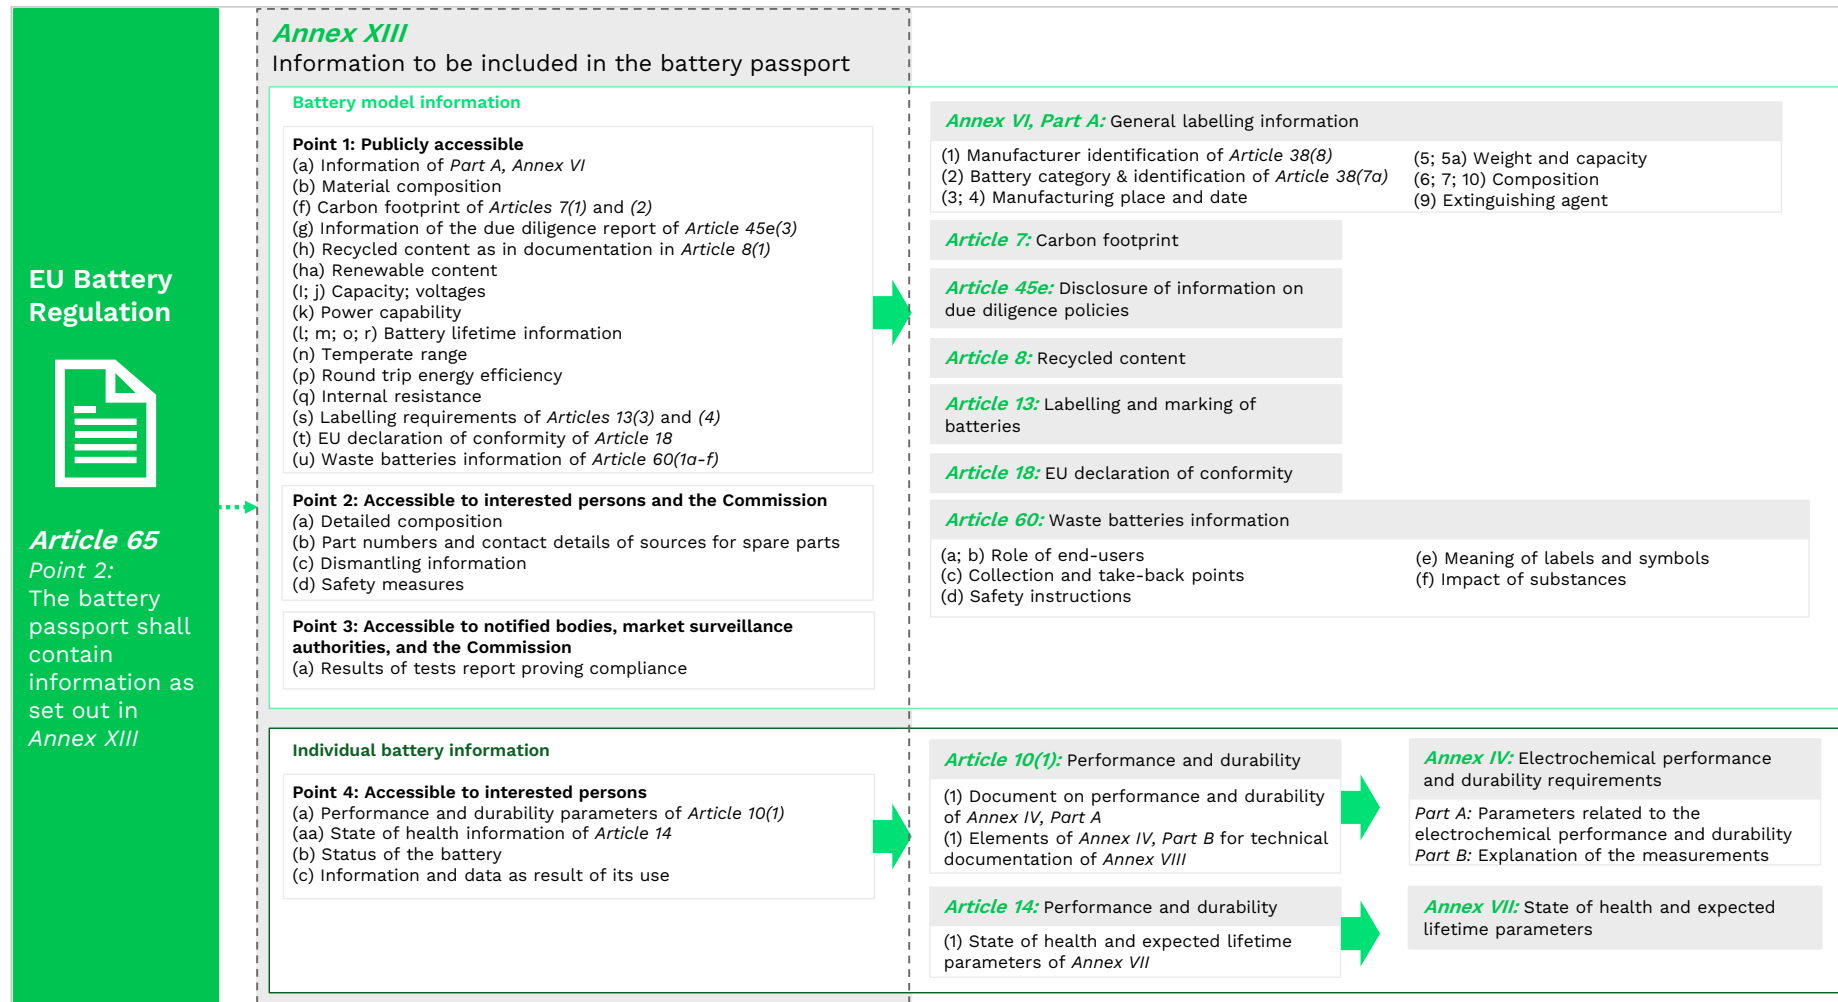 EU Battery
Regulation
Article 65
Point 2:
The battery
passport shall
contain
information as
set out in
Annex XIII
Annex XIII
Information to be included in the battery passport
Battery model information
Point 1: Publicly accessible
(a) Information of Part A, Annex VI
(b) Material composition
(f) Carbon footprint of Articles 7(1) and (2)
(g) Information of the due diligence report of Article 45e(3)
(h) Recycled content as in documentation in Article 8(1)
(ha) Renewable content
(I; j) Capacity; voltages
(k) Power capability
(l; m; o; r) Battery lifetime information
(n) Temperate range
(p) Round trip energy efficiency
(q) Internal resistance
(s) Labelling requirements of Articles 13(3) and (4)
(t) EU declaration of conformity of Article 18
(u) Waste batteries information of Article 60(1a-f)
Point 2: Accessible to interested persons and the Commission
(a) Detailed composition
(b) Part numbers and contact details of sources for spare parts
(c) Dismantling information
(d) Safety measures
Point 3: Accessible to notified bodies, market surveillance
authorities, and the Commission
(a) Results of tests report proving compliance
Annex VI, Part A: General labelling information
(1) Manufacturer identification of Article 38(8)
(2) Battery category & identification of Article 38(7a)
(3; 4) Manufacturing place and date
(5; 5a) Weight and capacity
(6; 7; 10) Composition
(9) Extinguishing agent
Article 7: Carbon footprint
Article 45e: Disclosure of information on
due diligence policies
Article 8: Recycled content
Article 13: Labelling and marking of
batteries
Article 18: EU declaration of conformity
Article 60: Waste batteries information
(a; b) Role of end-users
(c) Collection and take-back points
(d) Safety instructions
(e) Meaning of labels and symbols
(f) Impact of substances
Individual battery information
Point 4: Accessible to interested persons
(a) Performance and durability parameters of Article 10(1)
(aa) State of health information of Article 14
(b) Status of the battery
(c) Information and data as result of its use
Article 10(1): Performance and durability
(1) Document on performance and durability
of Annex IV, Part A
(1) Elements of Annex IV, Part B for technical
documentation of Annex VIII
Annex IV: Electrochemical performance
and durability requirements
Part A: Parameters related to the
electrochemical performance and durability
Part B: Explanation of the measurements
Article 14: Performance and durability
(1) State of health and expected lifetime
parameters of Annex VII
Annex VII: State of health and expected
lifetime parameters